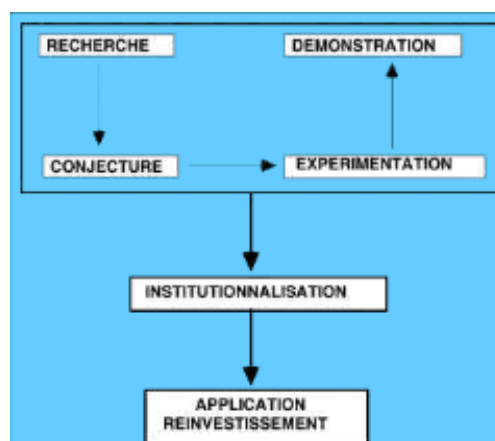 RECHERCHE
DEMONSTRATION
CONJECTURE
EXPERIMENTATION
INSTITUTIONNALISATION
APPLICATION
REINVESTISSEMENT